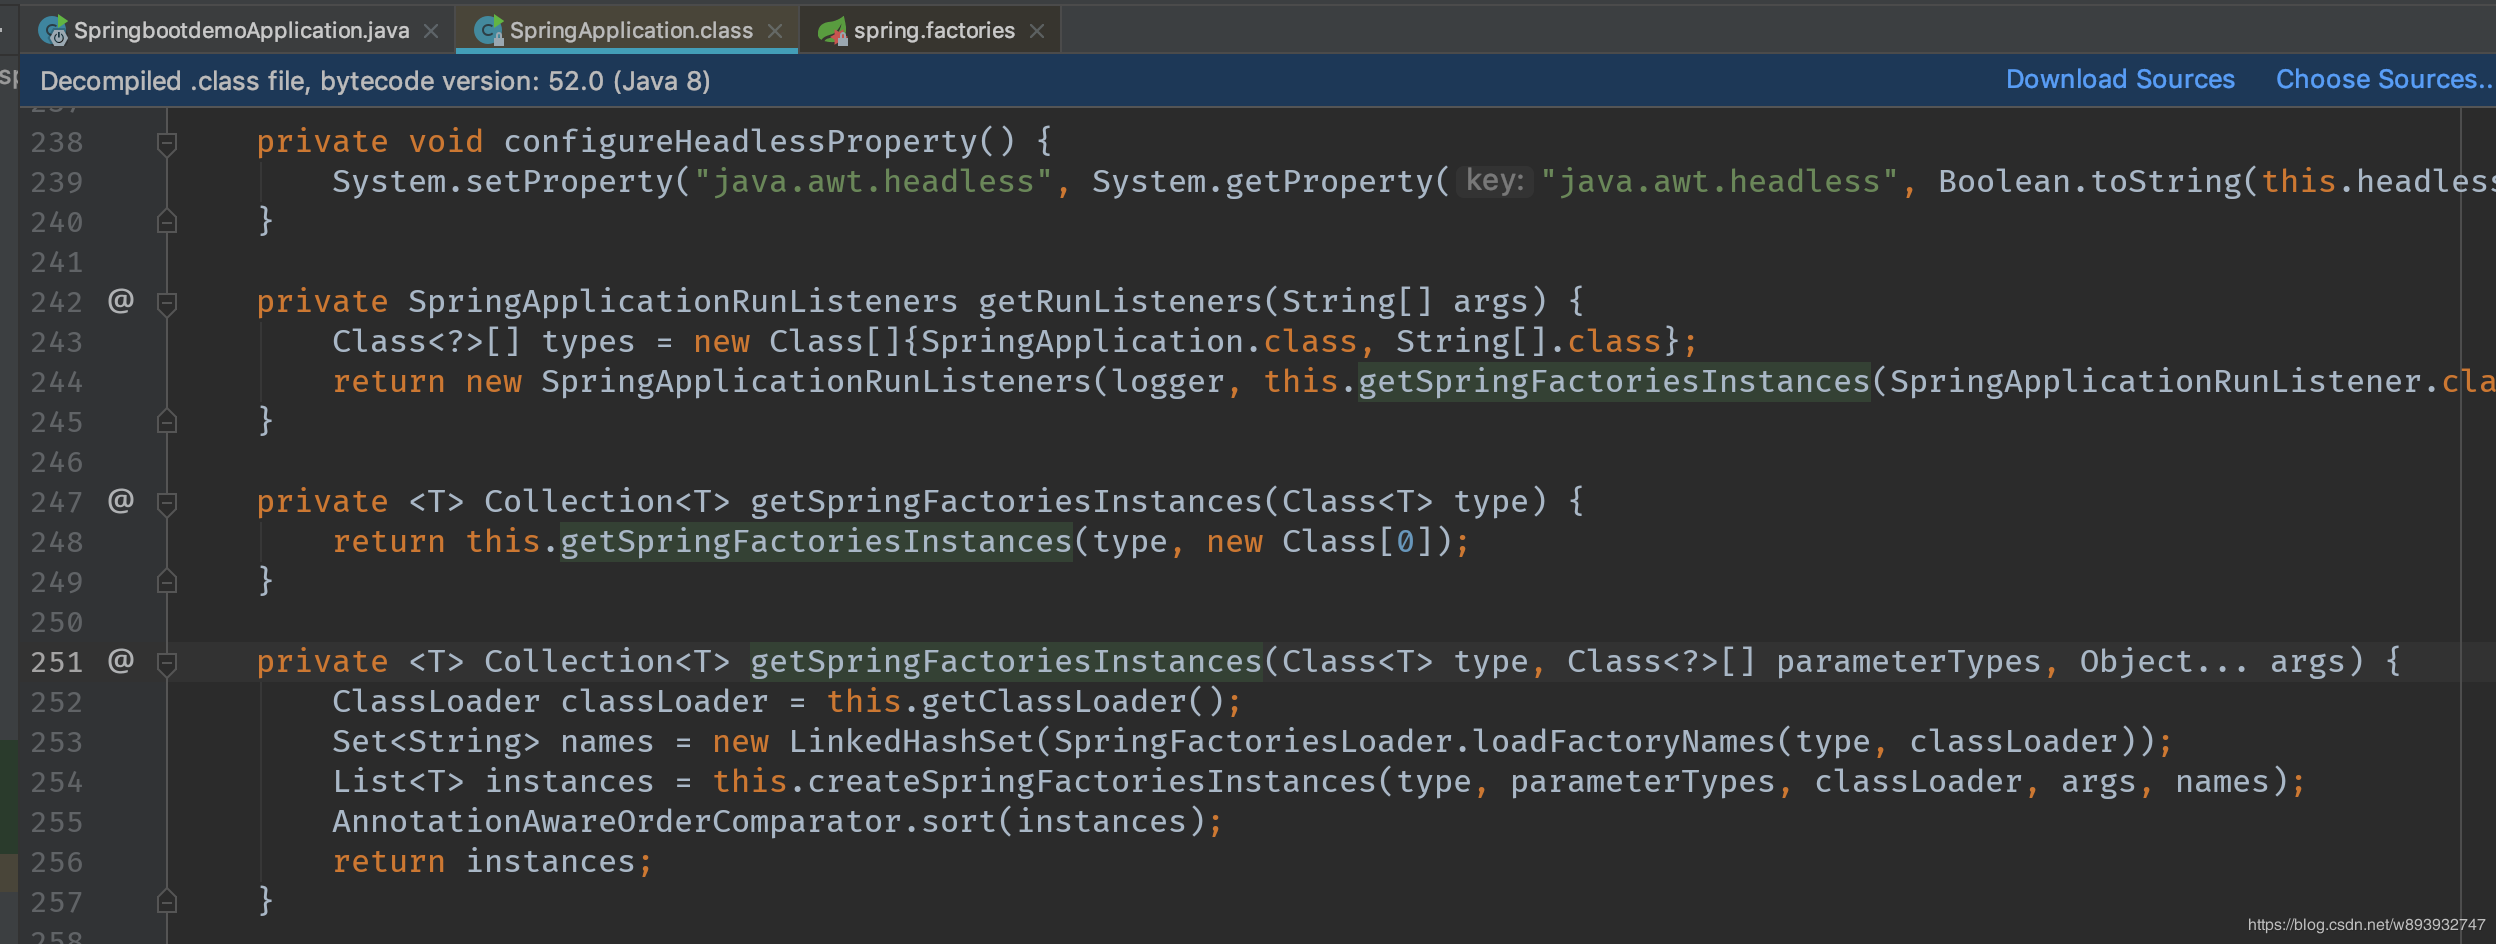 SpringbootdemoApplication.java SpringApplication.class spring.factories
Decompiled .class file, bytecode version: 52.0 (Java 8) Download Sources Choose Sources..
237
238 private void configureHeadlessProperty() {
239 System.setProperty("java.awt.headless", System.getProperty( key: "java.awt.headless", Boolean.toString(this.headless
240 }
241
242 @ private SpringApplicationRunListeners getRunListeners(String[] args) {
243 Class<?>[] types = new Class[]{SpringApplication.class, String[].class};
244 return new SpringApplicationRunListeners(logger, this.getSpringFactoriesInstances(SpringApplicationRunListener.cla
245 }
246
247 @ private <T> Collection<T> getSpringFactoriesInstances(Class<T> type) {
248 return this.getSpringFactoriesInstances(type, new Class[0]);
249 }
250
251 @ private <T> Collection<T> getSpringFactoriesInstances(Class<T> type, Class<?>[] parameterTypes, Object... args) {
252 ClassLoader classLoader = this.getClassLoader();
253 Set<String> names = new LinkedHashSet(SpringFactoriesLoader.loadFactoryNames(type, classLoader));
254 List<T> instances = this.createSpringFactoriesInstances(type, parameterTypes, classLoader, args, names);
255 AnnotationAwareOrderComparator.sort(instances);
256 return instances;
257 }
258
https://blog.csdn.net/w893932747